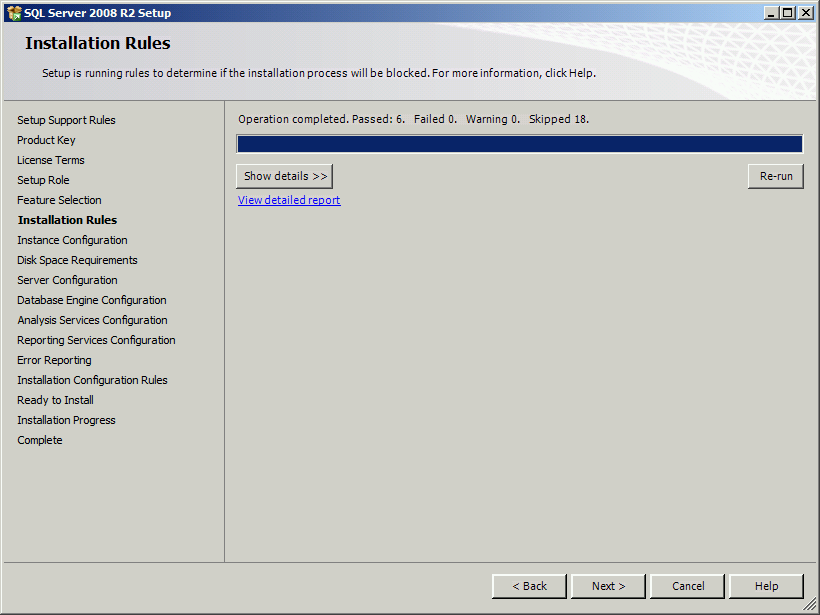 SQL Server 2008 R2 Setup
Installation Rules
Setup is running rules to determine if the installation process will be blocked. For more information, click Help.
Setup Support Rules
Product Key
License Terms
Setup Role
Feature Selection
Installation Rules
Instance Configuration
Disk Space Requirements
Server Configuration
Database Engine Configuration
Analysis Services Configuration
Reporting Services Configuration
Error Reporting
Installation Configuration Rules
Ready to Install
Installation Progress
Complete
Operation completed. Passed: 6. Failed 0. Warning 0. Skipped 18.
Show details >>
Re-run
View detailed report
< Back
Next >
Cancel
Help